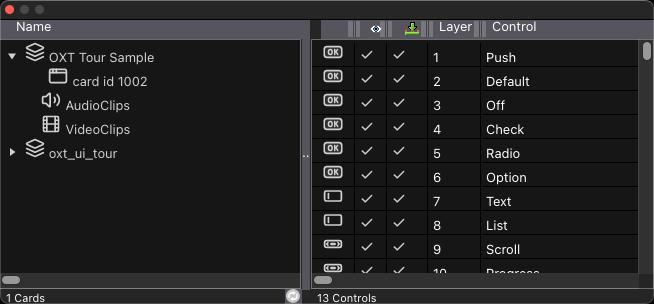 Name
OXT Tour Sample
card id 1002
AudioClips
VideoClips
oxt_ui_tour
1 Cards
Layer Control
OK 1 Push
OK 2 Default
OK 3 Off
OK 4 Check
OK 5 Radio
OK 6 Option
7 Text
8 List
9 Scroll
10 Progress
13 Controls